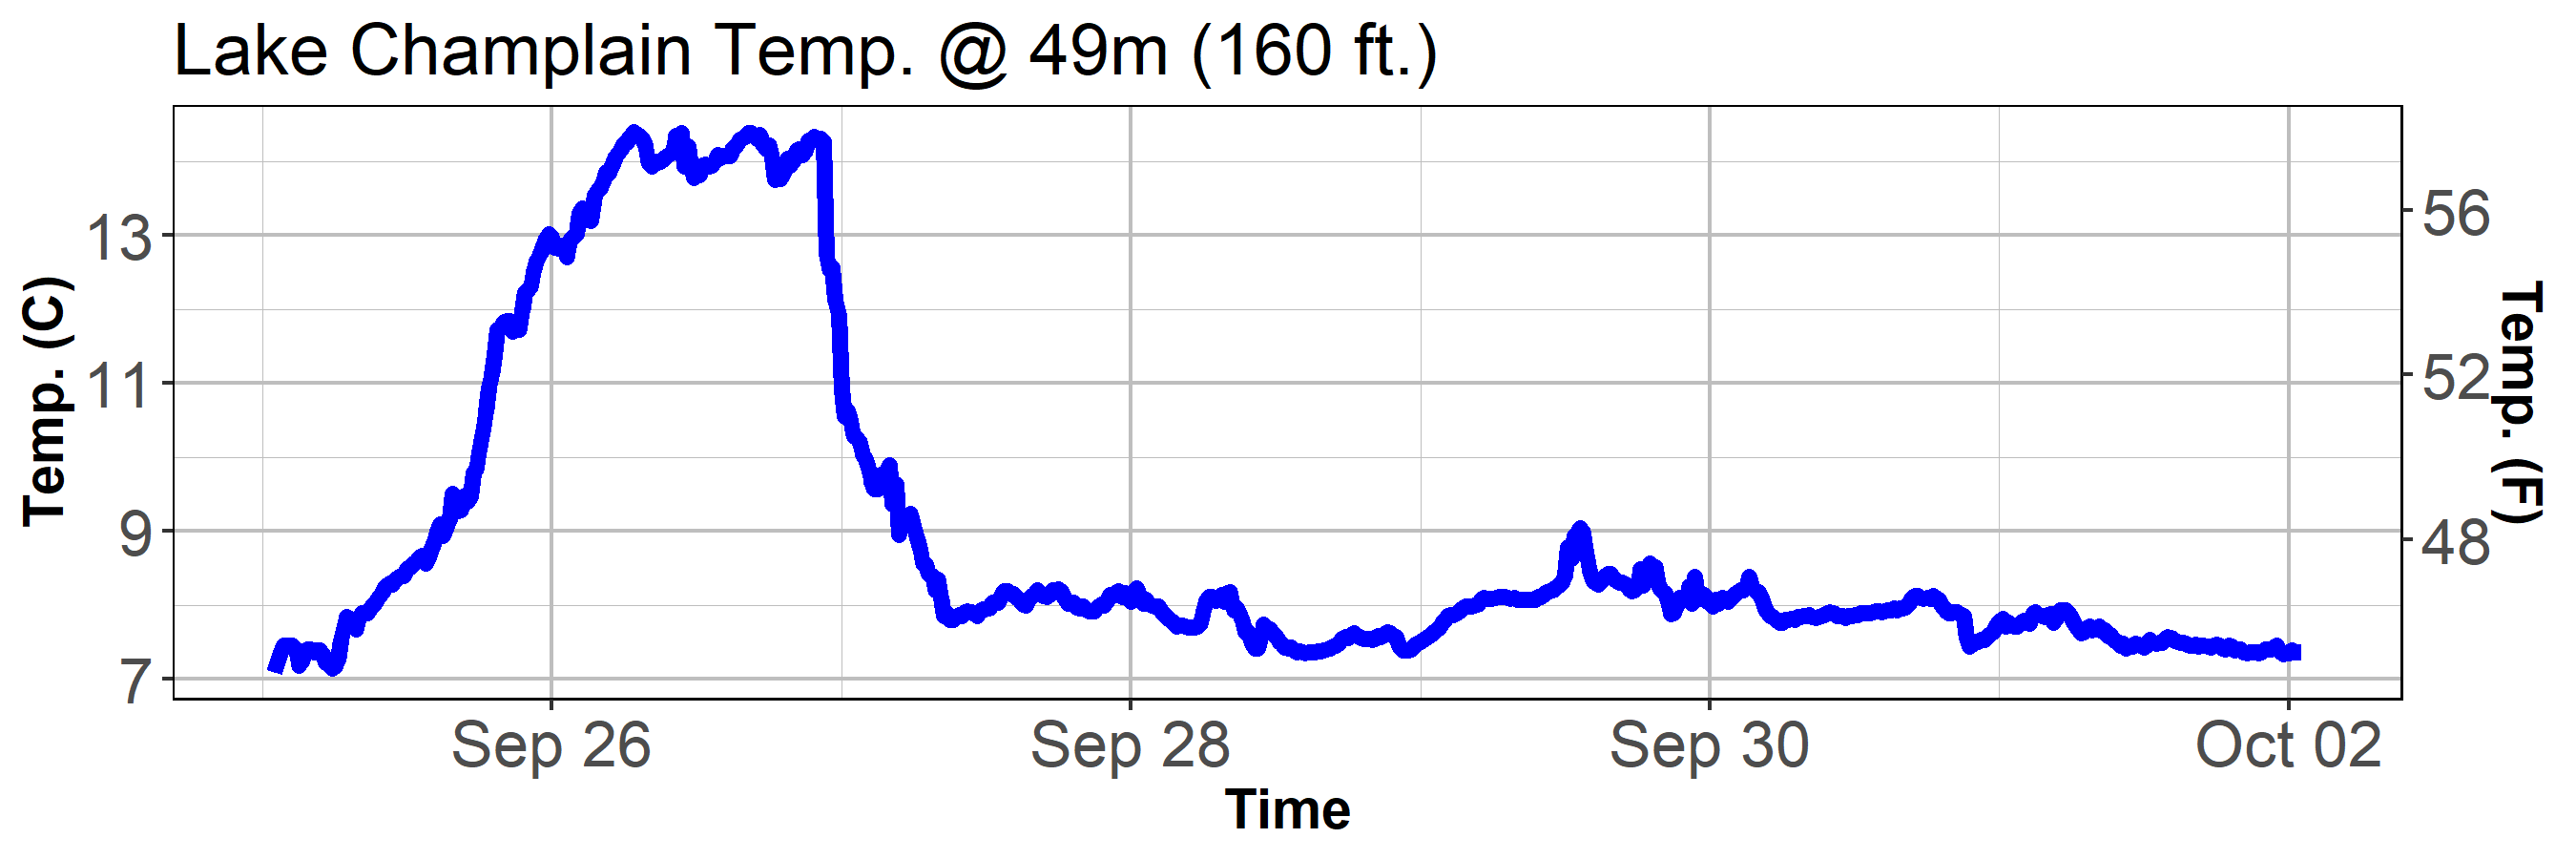 Lake Champlain Temp. @ 49m (160 ft.)
Temp. (C)
13
11
9
7
56
52
48
Temp. (F)
Sep 26
Sep 28
Sep 30
Oct 02
Time